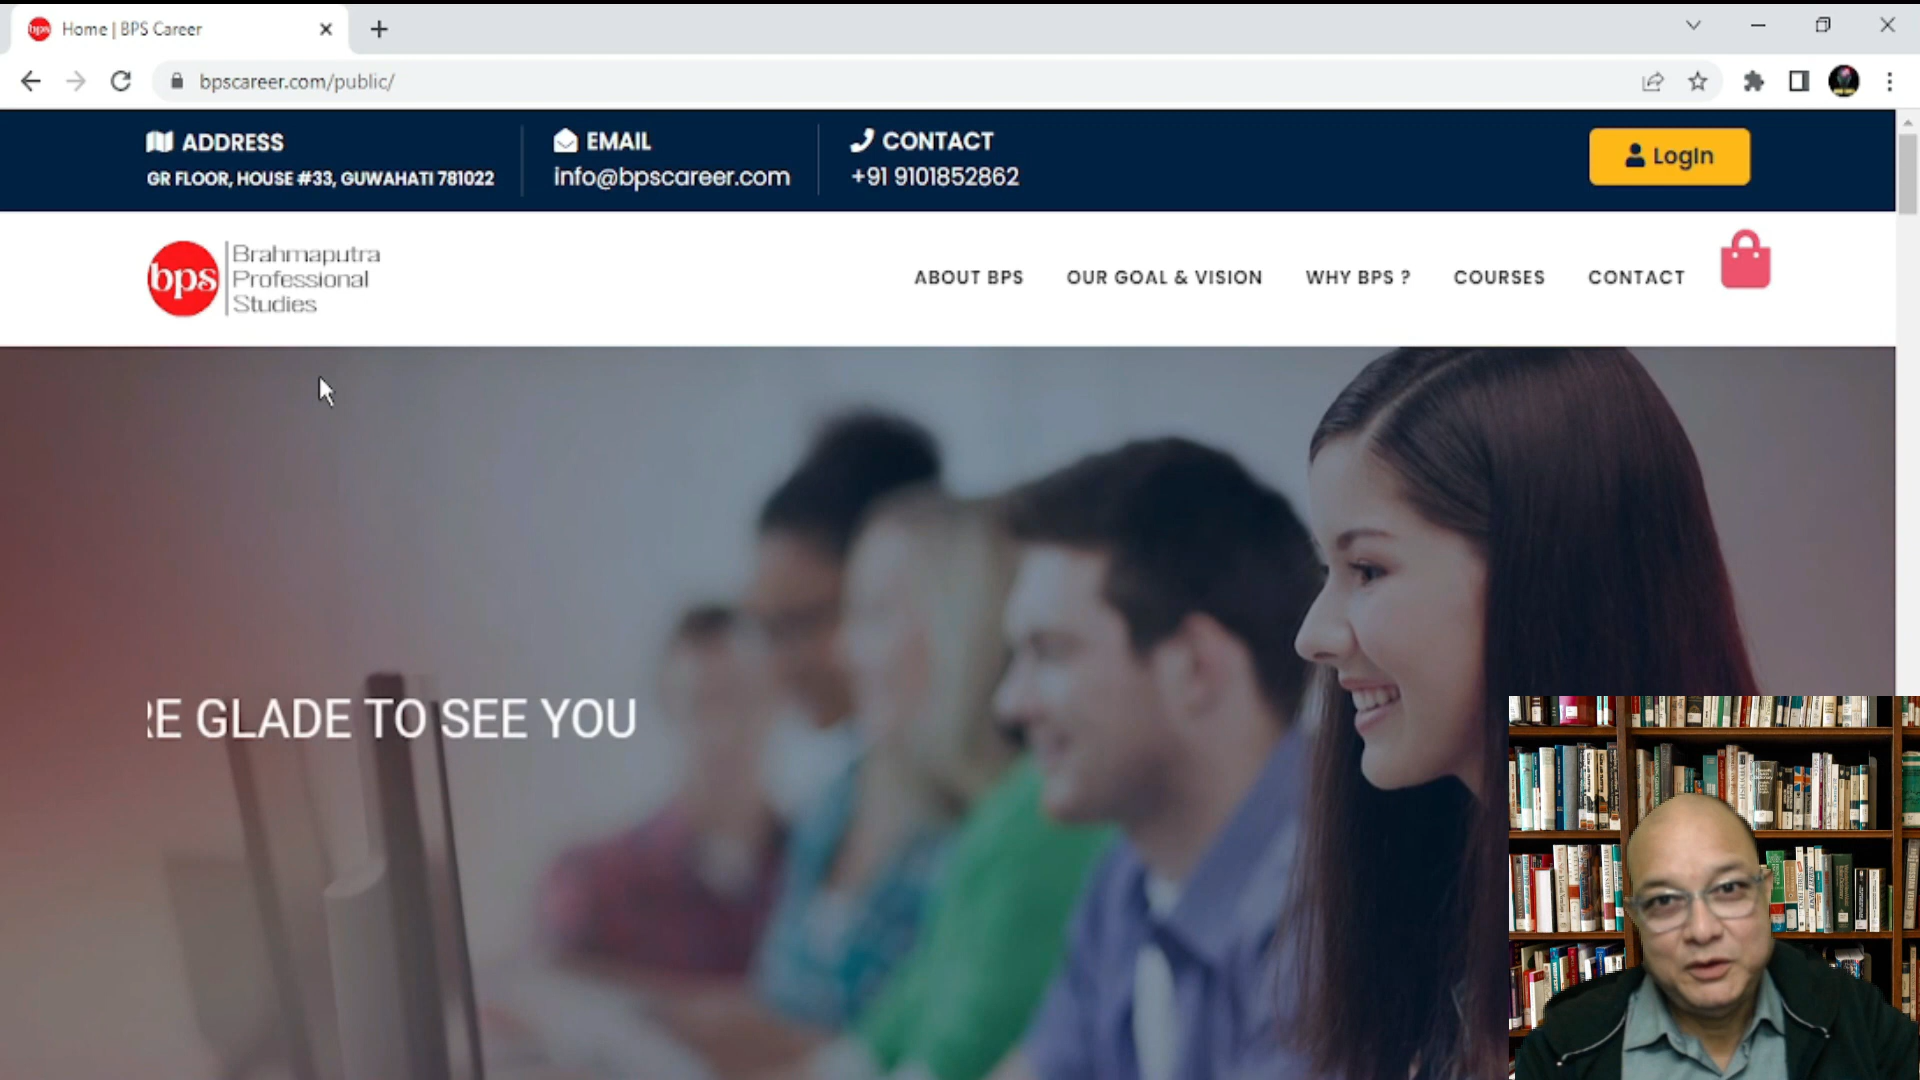 Home | BPS Career
bpscareer.com/public/
ADDRESS
GR FLOOR, HOUSE #33, GUWAHATI 781022
EMAIL
info@bpscareer.com
CONTACT
+91 9101852862
LogIn
bps
Brahmaputra
Professional
Studies
ABOUT BPS
OUR GOAL & VISION
WHY BPS ?
COURSES
CONTACT
RE GLADE TO SEE YOU